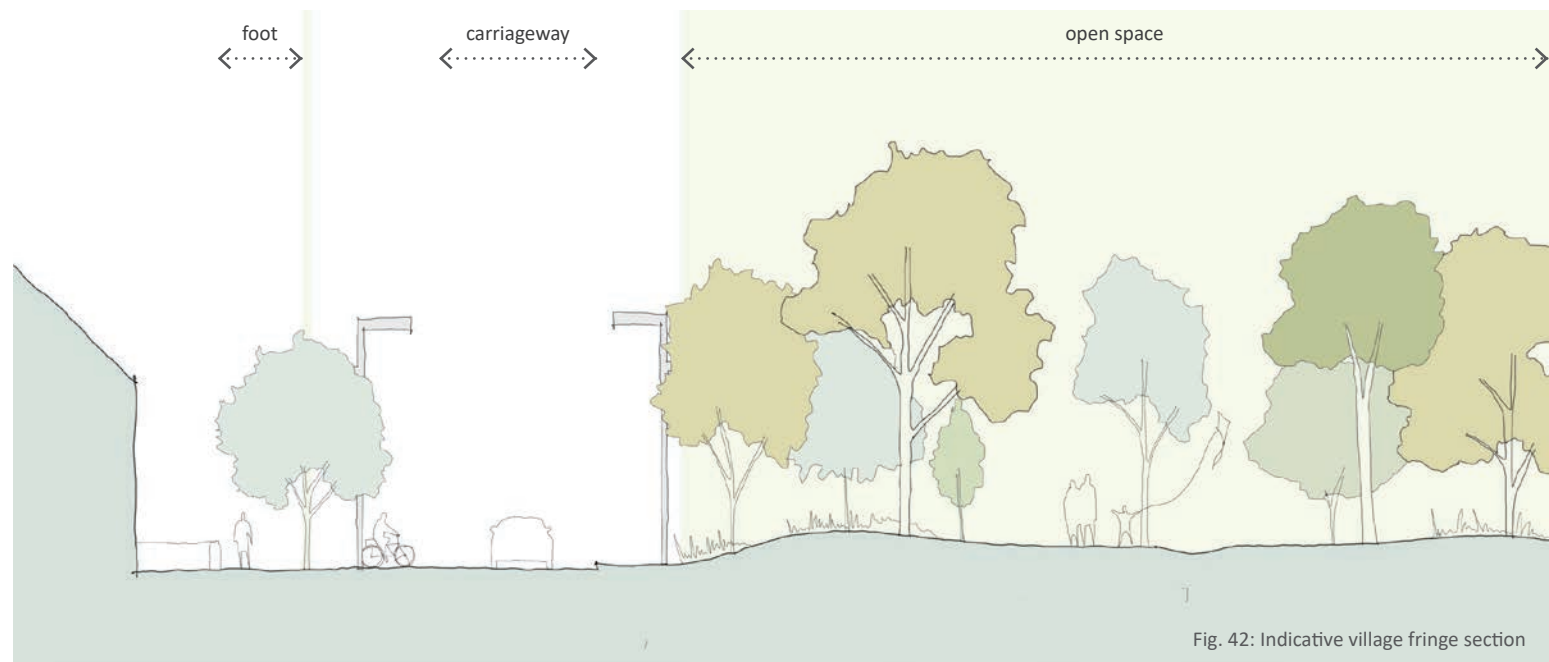 foot
carriageway
open space
Fig. 42: Indicative village fringe section